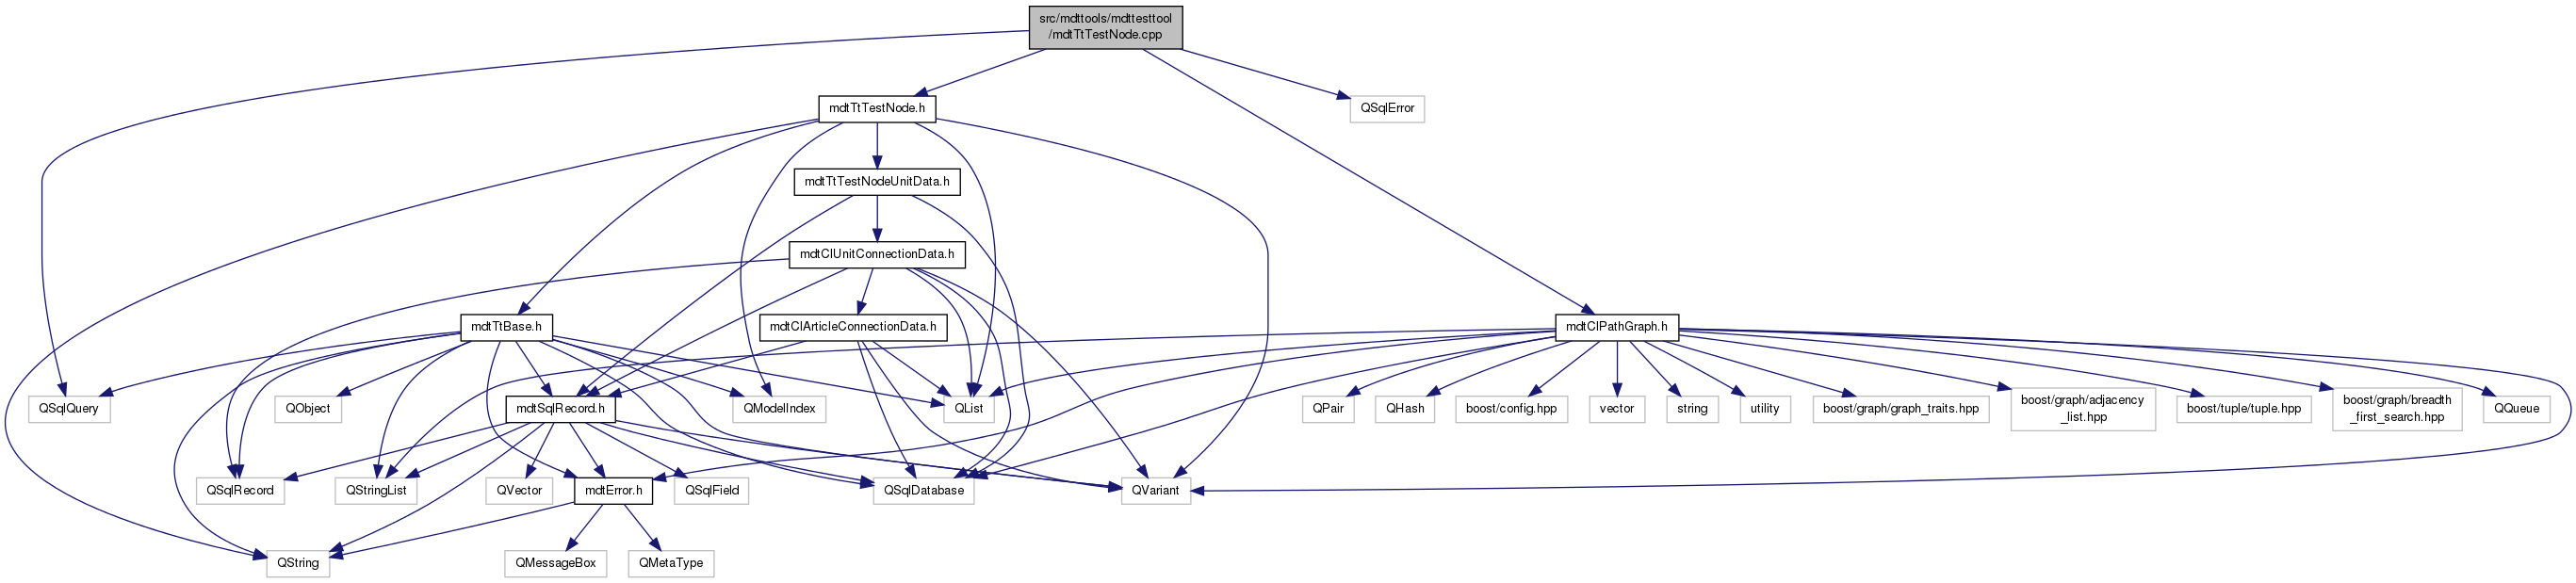 src/mdttools/mdttesttool
/mdtTtTestNode.cpp
mdtTtTestNode.h
QSqlError
mdtTtTestNodeUnitData.h
mdtClUnitConnectionData.h
mdtTtBase.h
mdtClArticleConnectionData.h
mdtClPathGraph.h
QSqlQuery
QObject
mdtSqlRecord.h
QModelIndex
QList
QPair
QHash
boost/config.hpp
vector
string
utility
boost/graph/graph_traits.hpp
boost/graph/adjacency
_list.hpp
boost/tuple/tuple.hpp
boost/graph/breadth
_first_search.hpp
QQueue
QSqlRecord
QStringList
QVector
mdtError.h
QSqlField
QSqlDatabase
QVariant
QString
QMessageBox
QMetaType